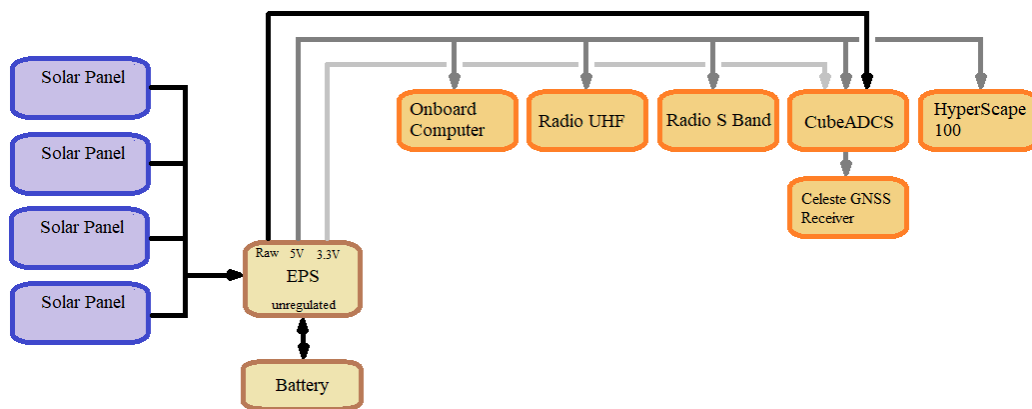 Solar Panel
Solar Panel
Solar Panel
Solar Panel
Onboard
Computer
Radio UHF
Radio S Band
CubeADCS
HyperScape
100
Celeste GNSS
Receiver
Raw 5V 3.3V
EPS
unregulated
Battery